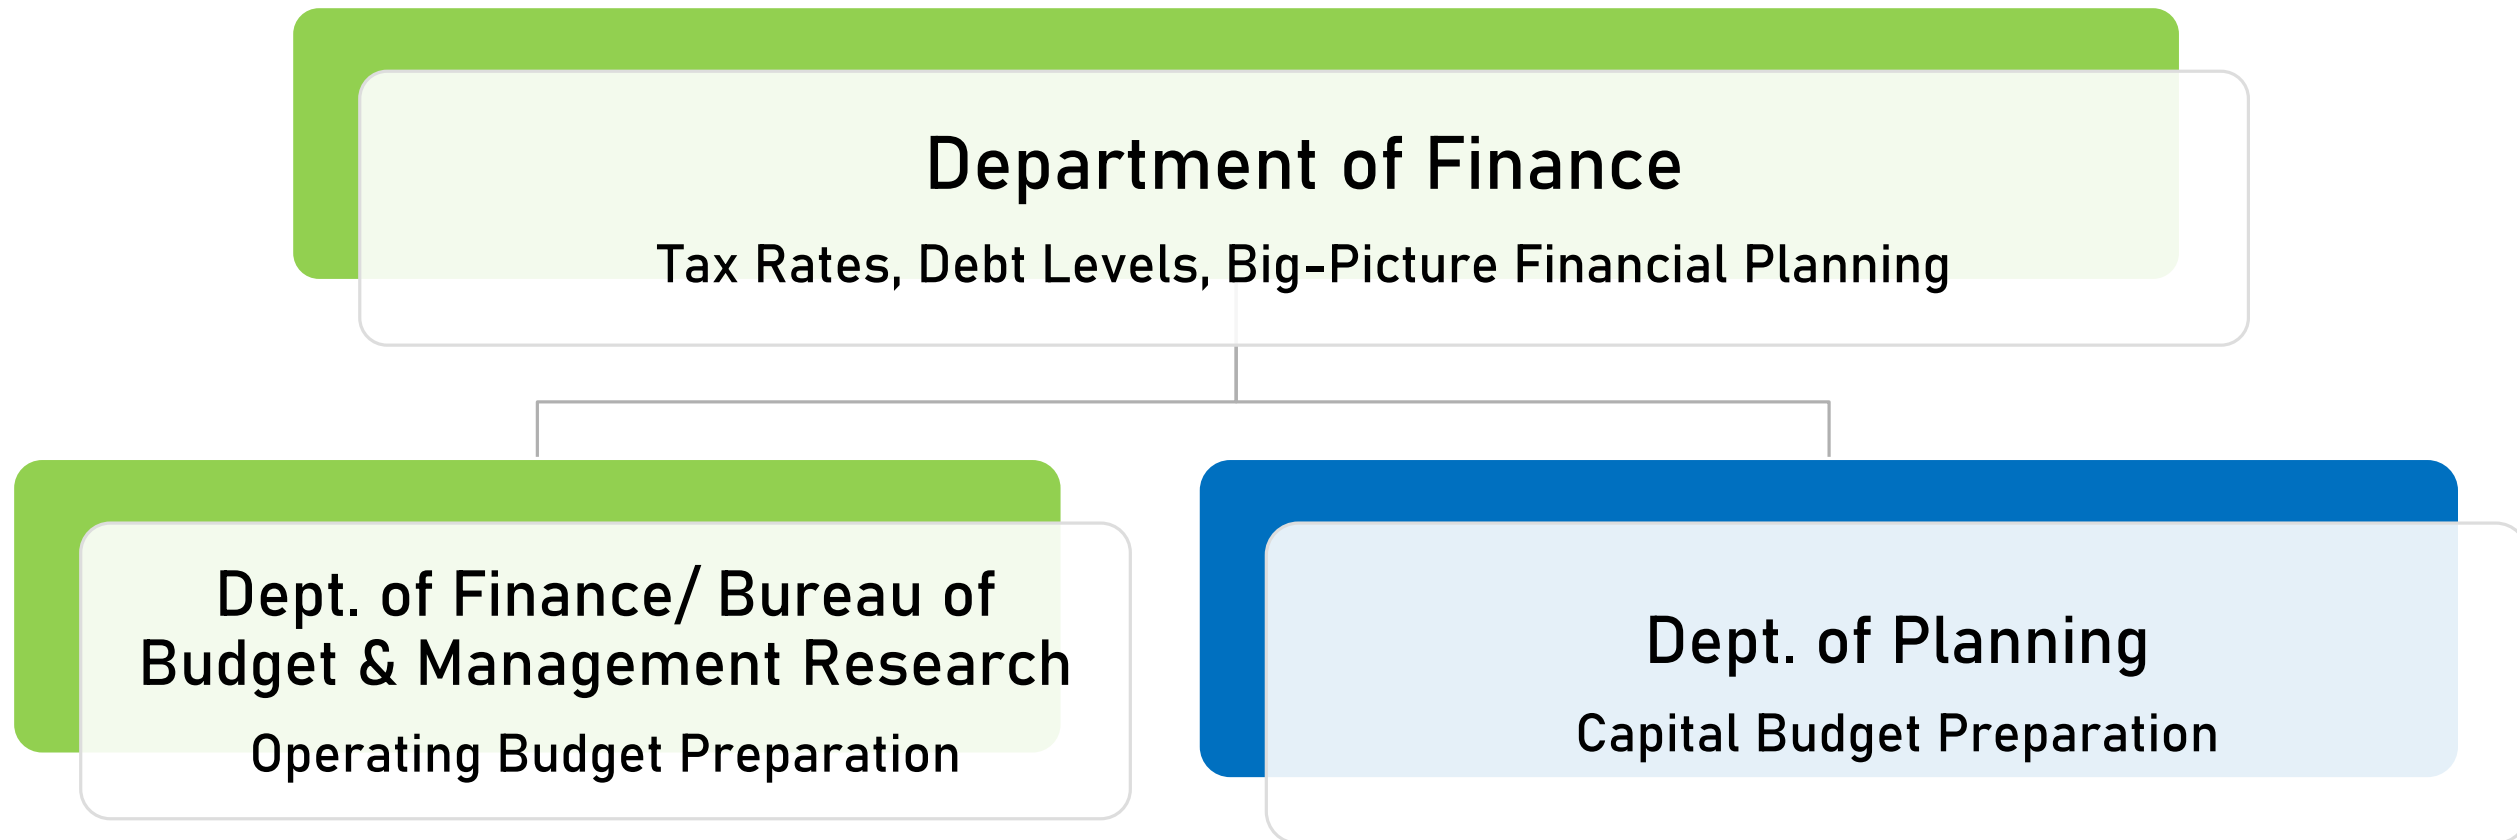 Department of Finance
Tax Rates, Debt Levels, Big-Picture Financial Planning
Dept. of Finance/ Bureau of
Budget & Management Research
Operating Budget Preparation
Dept. of Planning
Capital Budget Preparation